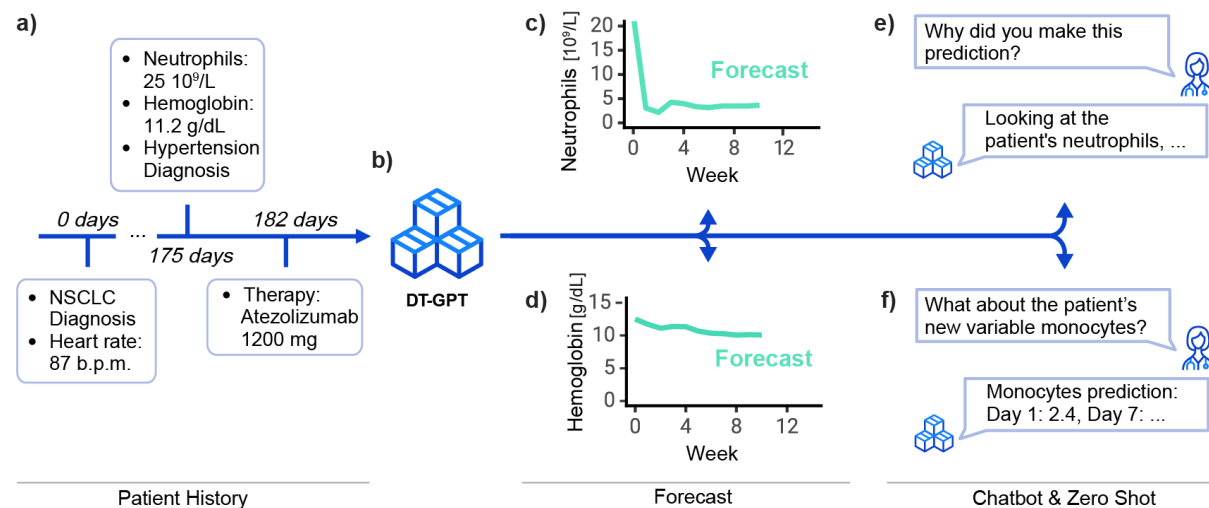 a)
• Neutrophils:
25 10⁹/L
• Hemoglobin:
11.2 g/dL
• Hypertension
Diagnosis
0 days
...
175 days
182 days
• NSCLC
Diagnosis
• Heart rate:
87 b.p.m.
• Therapy:
Atezolizumab
1200 mg
Patient History
b)
DT-GPT
c)
Neutrophils [10⁹/L]
20
15
10
5
0
Forecast
0 4 8 12
Week
d)
Hemoglobin [g/dL]
15
10
5
0
Forecast
0 4 8 12
Week
Forecast
e)
Why did you make this
prediction?
Looking at the
patient's neutrophils, ...
f)
What about the patient’s
new variable monocytes?
Monocytes prediction:
Day 1: 2.4, Day 7: ...
Chatbot & Zero Shot